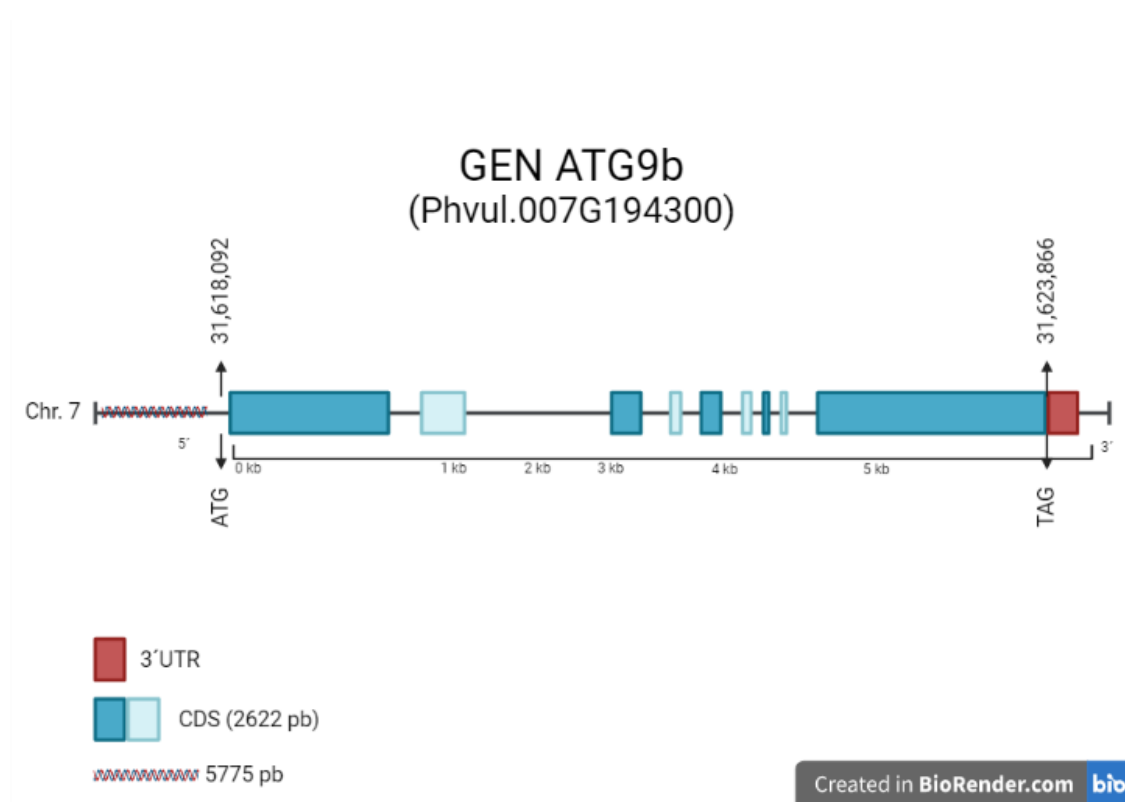 GEN ATG9b
(Phvul.007G194300)
31,618,092
31,623,866
Chr. 7
5´
3´
0 kb
1 kb
2 kb
3 kb
4 kb
5 kb
ATG
TAG
3´UTR
CDS (2622 pb)
5775 pb
Created in BioRender.com bio